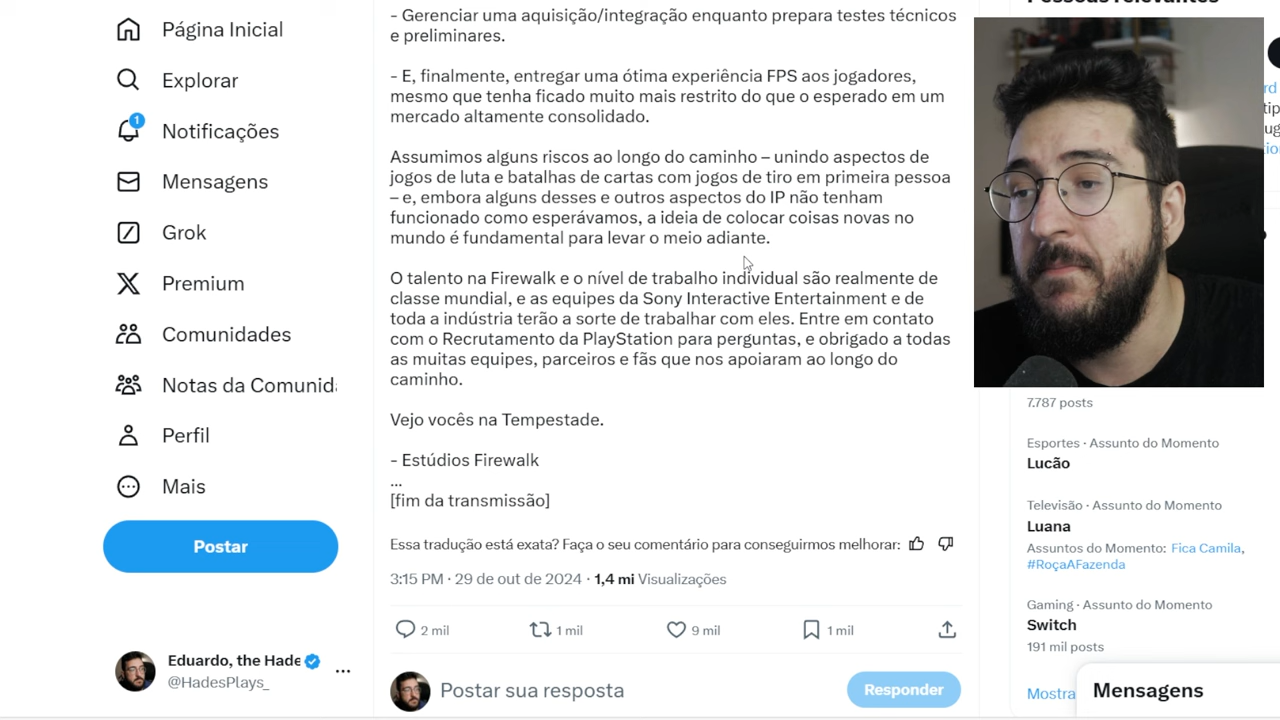 Página Inicial
Explorar
1
Notificações
Mensagens
Grok
Premium
Comunidades
Notas da Comunid
Perfil
Mais
Postar
Eduardo, the Hade
@HadesPlays_
- Gerenciar uma aquisição/integração enquanto prepara testes técnicos
e preliminares.
- E, finalmente, entregar uma ótima experiência FPS aos jogadores,
mesmo que tenha ficado muito mais restrito do que o esperado em um
mercado altamente consolidado.
Assumimos alguns riscos ao longo do caminho – unindo aspectos de
jogos de luta e batalhas de cartas com jogos de tiro em primeira pessoa
– e, embora alguns desses e outros aspectos do IP não tenham
funcionado como esperávamos, a ideia de colocar coisas novas no
mundo é fundamental para levar o meio adiante.
O talento na Firewalk e o nível de trabalho individual são realmente de
classe mundial, e as equipes da Sony Interactive Entertainment e de
toda a indústria terão a sorte de trabalhar com eles. Entre em contato
com o Recrutamento da PlayStation para perguntas, e obrigado a todas
as muitas equipes, parceiros e fãs que nos apoiaram ao longo do
caminho.
Vejo vocês na Tempestade.
- Estúdios Firewalk
...
[fim da transmissão]
Essa tradução está exata? Faça o seu comentário para conseguirmos melhorar:
3:15 PM · 29 de out de 2024 · 1,4 mi Visualizações
2 mil
1 mil
9 mil
1 mil
Postar sua resposta
Responder
7.787 posts
Esportes · Assunto do Momento
Lucão
Televisão · Assunto do Momento
Luana
Assuntos do Momento: Fica Camila,
#RoçaAFazenda
Gaming · Assunto do Momento
Switch
191 mil posts
Mostra
Mensagens